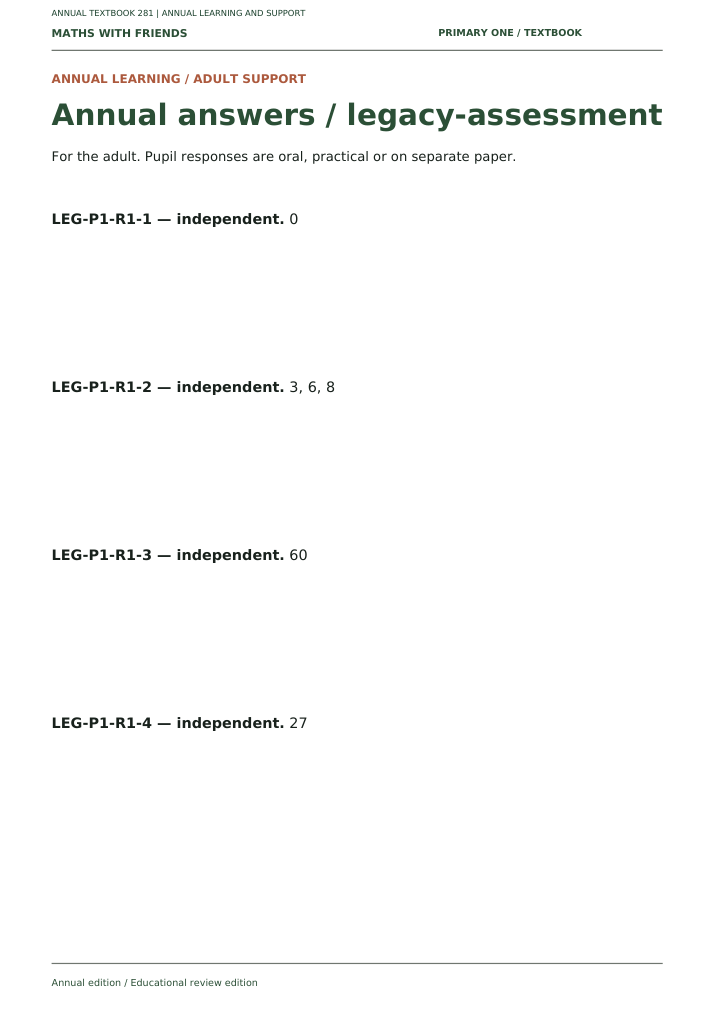 ANNUAL TEXTBOOK 281 | ANNUAL LEARNING AND SUPPORT
MATHS WITH FRIENDS
PRIMARY ONE / TEXTBOOK
ANNUAL LEARNING / ADULT SUPPORT
Annual answers / legacy-assessment
For the adult. Pupil responses are oral, practical or on separate paper.
LEG-P1-R1-1 — independent. 0
LEG-P1-R1-2 — independent. 3, 6, 8
LEG-P1-R1-3 — independent. 60
LEG-P1-R1-4 — independent. 27
Annual edition / Educational review edition